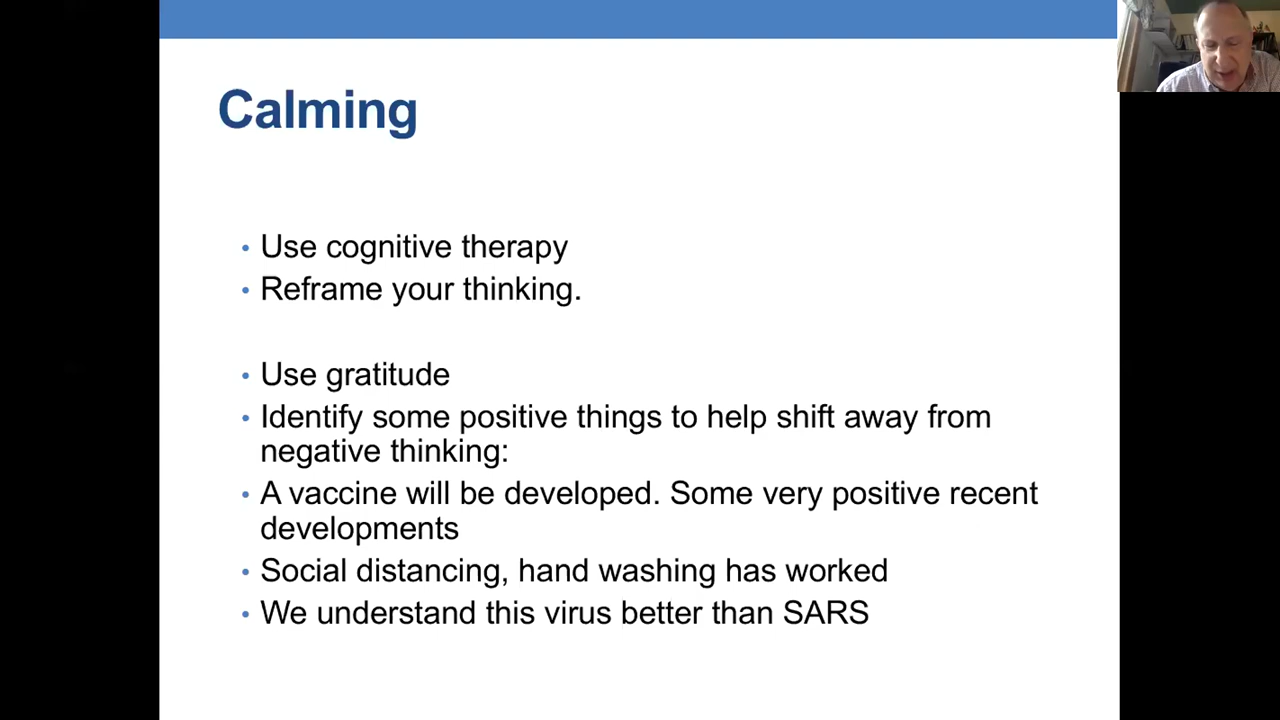 Calming
• Use cognitive therapy
• Reframe your thinking.
• Use gratitude
• Identify some positive things to help shift away from
negative thinking:
• A vaccine will be developed. Some very positive recent
developments
• Social distancing, hand washing has worked
• We understand this virus better than SARS